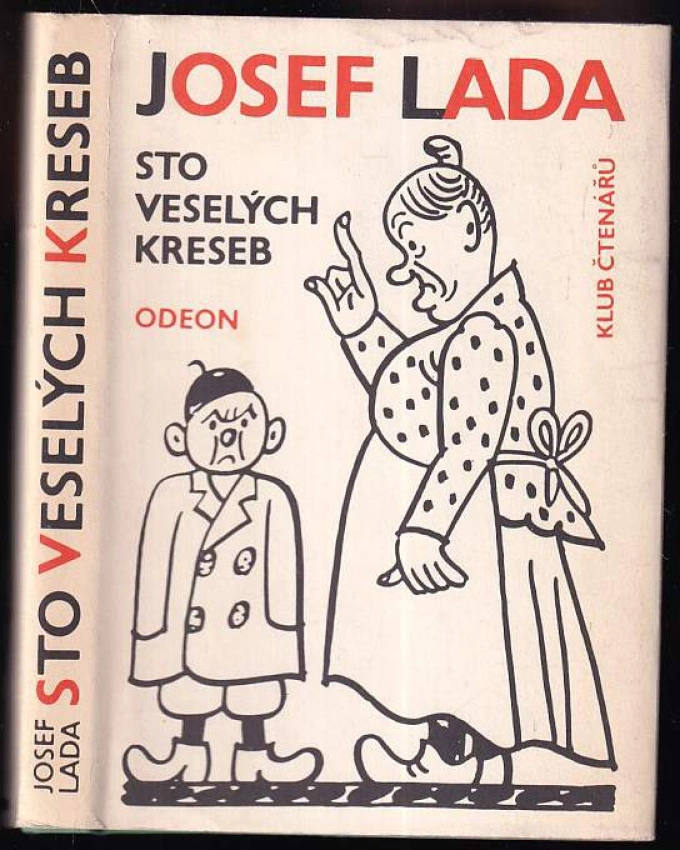 JOSEF LADA
STO
VESELÝCH
KRESEB
ODEON
KLUB ČTENÁŘŮ
JOSEF
LADA
STO VESELÝCH KRESEB